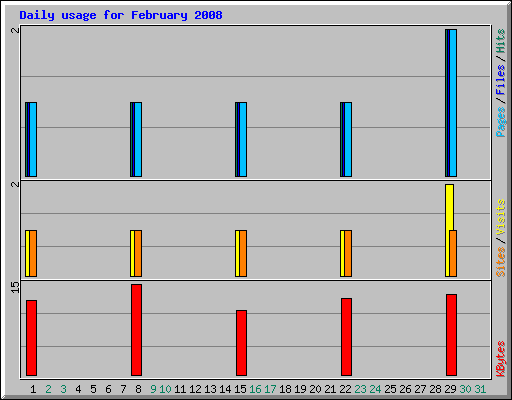 Daily usage for February 2008
2
2
15
Pages/Files/Hits
Sites/Visits
KBytes
1 2 3 4 5 6 7 8 9 10 11 12 13 14 15 16 17 18 19 20 21 22 23 24 25 26 27 28 29 30 31